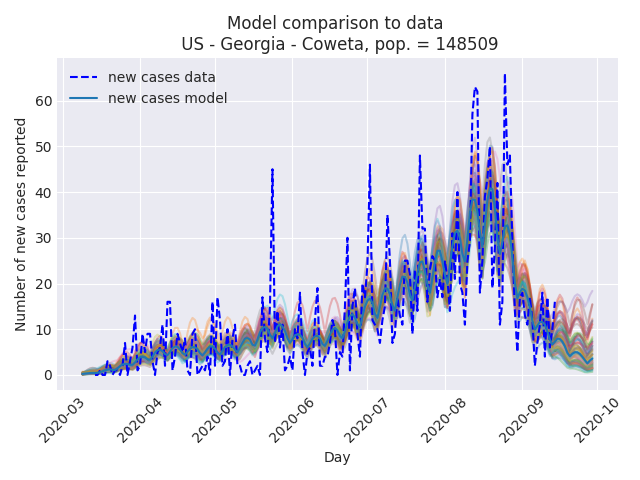 Model comparison to data
US - Georgia - Coweta, pop. = 148509
new cases data
new cases model
Number of new cases reported
60
50
40
30
20
10
0
2020-03
2020-04
2020-05
2020-06
2020-07
2020-08
2020-09
2020-10
Day